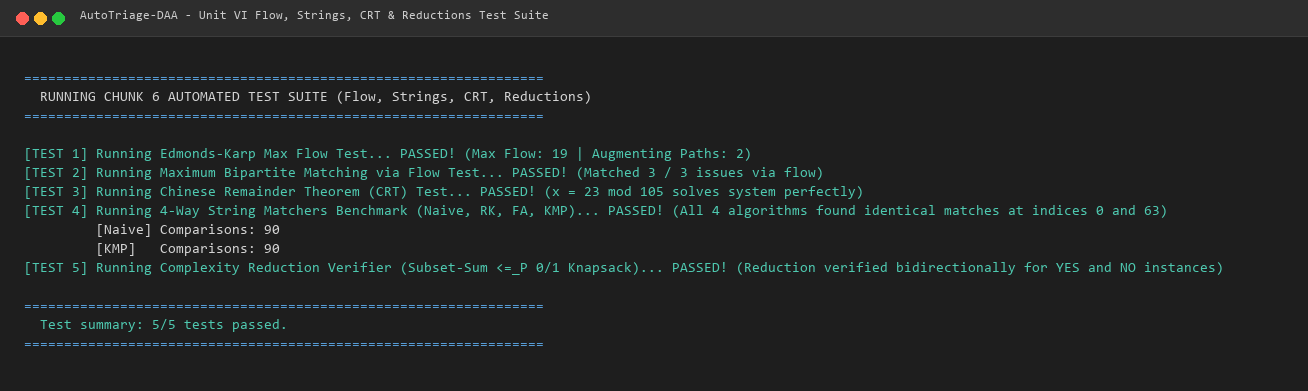 AutoTriage-DAA - Unit VI Flow, Strings, CRT & Reductions Test Suite
=================================================================
RUNNING CHUNK 6 AUTOMATED TEST SUITE (Flow, Strings, CRT, Reductions)
=================================================================
[TEST 1] Running Edmonds-Karp Max Flow Test... PASSED! (Max Flow: 19 | Augmenting Paths: 2)
[TEST 2] Running Maximum Bipartite Matching via Flow Test... PASSED! (Matched 3 / 3 issues via flow)
[TEST 3] Running Chinese Remainder Theorem (CRT) Test... PASSED! (x = 23 mod 105 solves system perfectly)
[TEST 4] Running 4-Way String Matchers Benchmark (Naive, RK, FA, KMP)... PASSED! (All 4 algorithms found identical matches at indices 0 and 63)
[Naive] Comparisons: 90
[KMP]   Comparisons: 90
[TEST 5] Running Complexity Reduction Verifier (Subset-Sum <=_P 0/1 Knapsack)... PASSED! (Reduction verified bidirectionally for YES and NO instances)
=================================================================
Test summary: 5/5 tests passed.
=================================================================